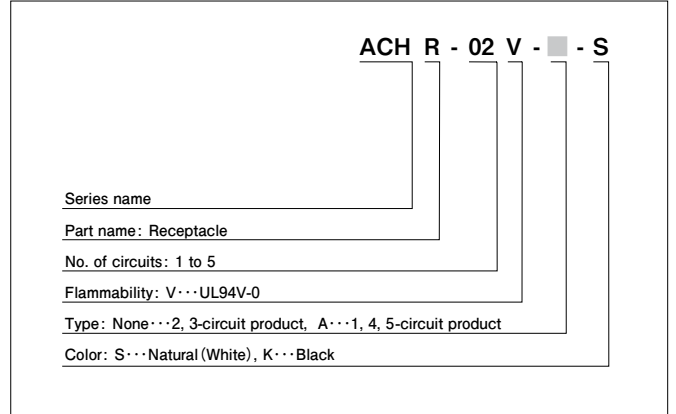 ACH R - 02 V - - S
Series name
Part name: Receptacle
No. of circuits: 1 to 5
Flammability: V···UL94V-0
Type: None···2, 3-circuit product, A···1, 4, 5-circuit product
Color: S···Natural(White), K···Black